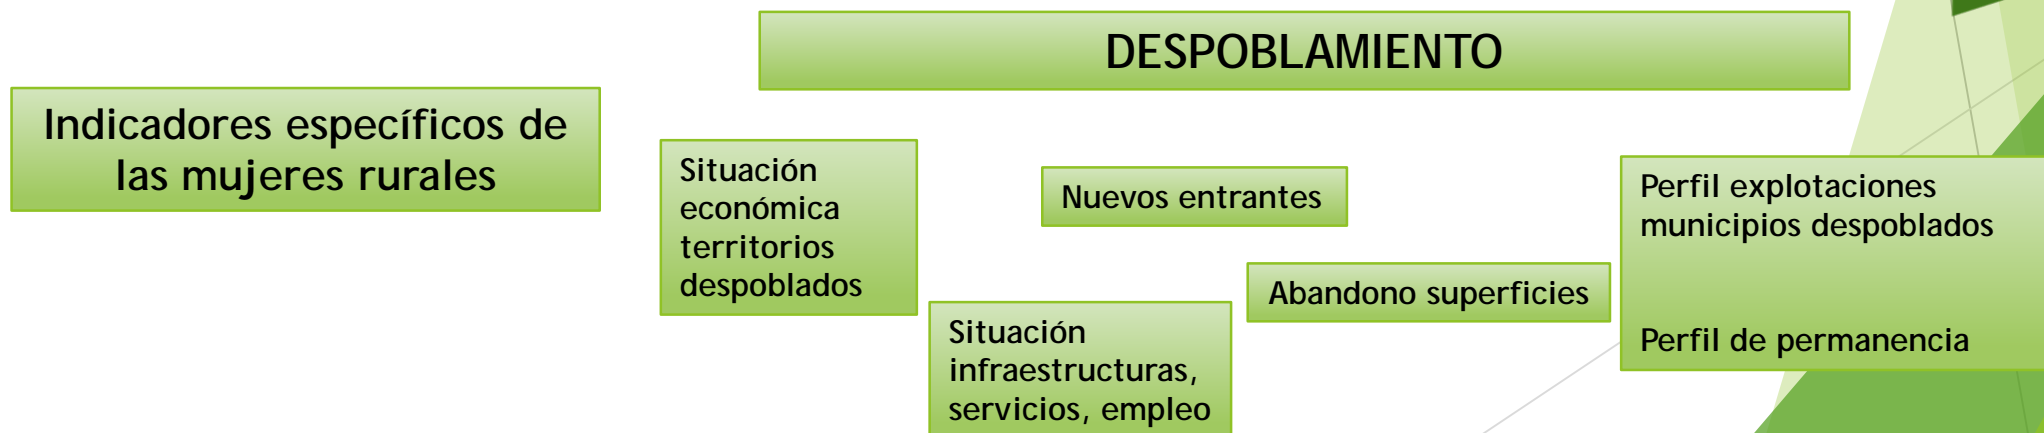 DESPOBLAMIENTO
Indicadores específicos de
las mujeres rurales
Situación
económica
territorios
despoblados
Nuevos entrantes
Perfil explotaciones
municipios despoblados
Abandono superficies
Situación
infraestructuras,
servicios, empleo
Perfil de permanencia